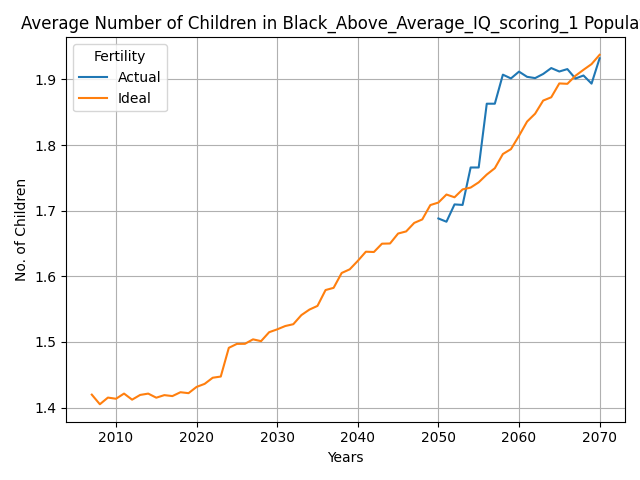 Average Number of Children in Black_Above_Average_IQ_scoring_1 Popula
Fertility
Actual
Ideal
1.9
1.8
1.7
1.6
1.5
1.4
No. of Children
2010 2020 2030 2040 2050 2060 2070
Years